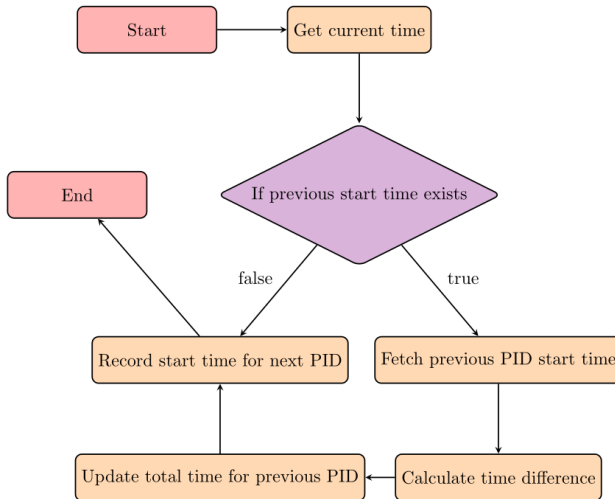 Start
Get current time
If previous start time exists
End
false
true
Record start time for next PID
Fetch previous PID start time
Update total time for previous PID
Calculate time difference